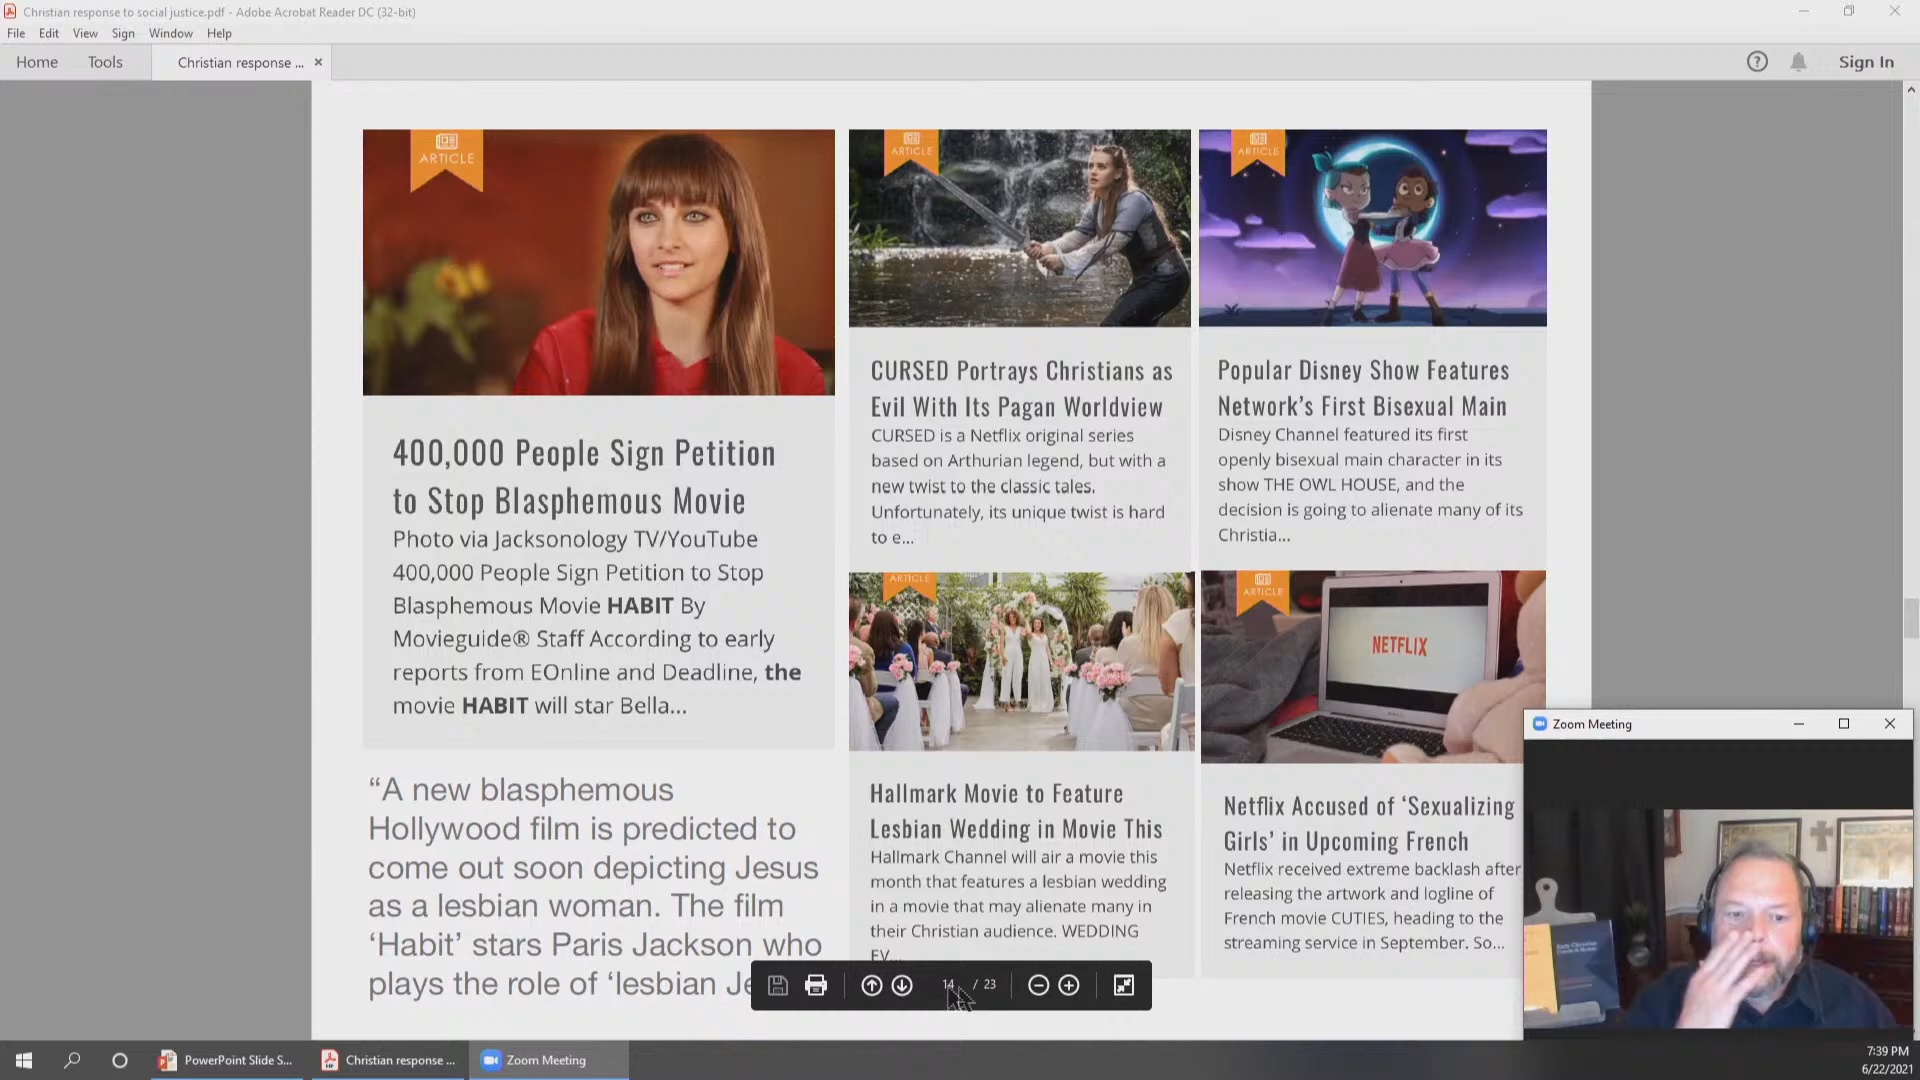 Christian response to social justice.pdf - Adobe Acrobat Reader DC (32-bit)
File Edit View Sign Window Help
Home Tools Christian response ... × Sign In
ARTICLE
400,000 People Sign Petition
to Stop Blasphemous Movie
Photo via Jacksonology TV/YouTube
400,000 People Sign Petition to Stop
Blasphemous Movie HABIT By
Movieguide® Staff According to early
reports from EOnline and Deadline, the
movie HABIT will star Bella...
“A new blasphemous
Hollywood film is predicted to
come out soon depicting Jesus
as a lesbian woman. The film
‘Habit’ stars Paris Jackson who
plays the role of ‘lesbian Je
ARTICLE
CURSED Portrays Christians as
Evil With Its Pagan Worldview
CURSED is a Netflix original series
based on Arthurian legend, but with a
new twist to the classic tales.
Unfortunately, its unique twist is hard
to e...
ARTICLE
Popular Disney Show Features
Network’s First Bisexual Main
Disney Channel featured its first
openly bisexual main character in its
show THE OWL HOUSE, and the
decision is going to alienate many of its
Christia...
ARTICLE
Hallmark Movie to Feature
Lesbian Wedding in Movie This
Hallmark Channel will air a movie this
month that features a lesbian wedding
in a movie that may alienate many in
their Christian audience. WEDDING
EV...
ARTICLE
NETFLIX
Netflix Accused of ‘Sexualizing
Girls’ in Upcoming French
Netflix received extreme backlash after
releasing the artwork and logline of
French movie CUTIES, heading to the
streaming service in September. So...
14 / 23
Zoom Meeting
Early Christian
PowerPoint Slide S...
Christian response ...
Zoom Meeting
7:39 PM
6/22/2021